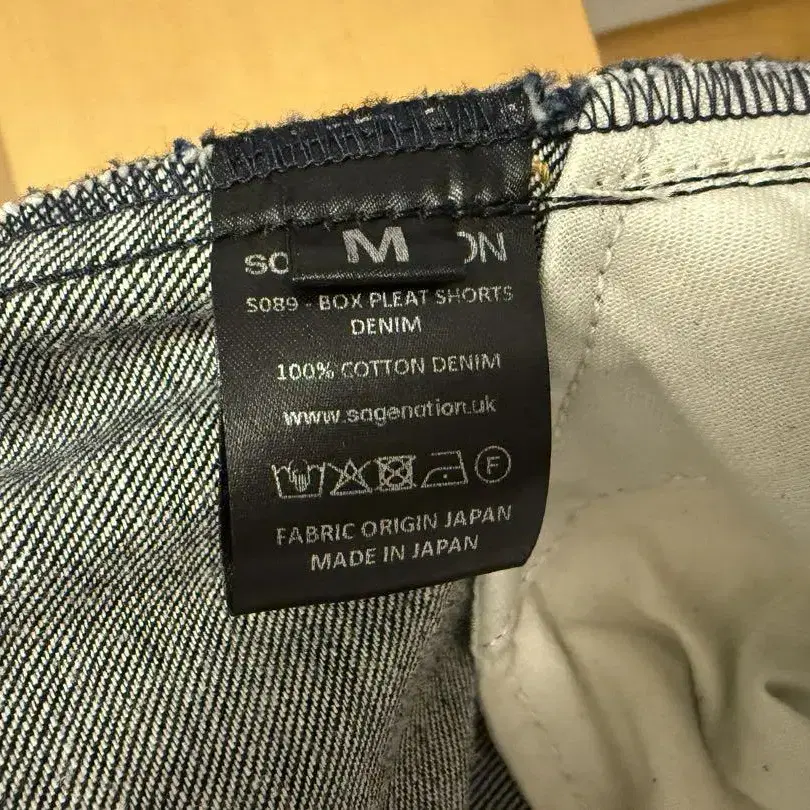 M
S089 - BOX PLEAT SHORTS
DENIM
100% COTTON DENIM
www.sagenation.uk
F
FABRIC ORIGIN JAPAN
MADE IN JAPAN